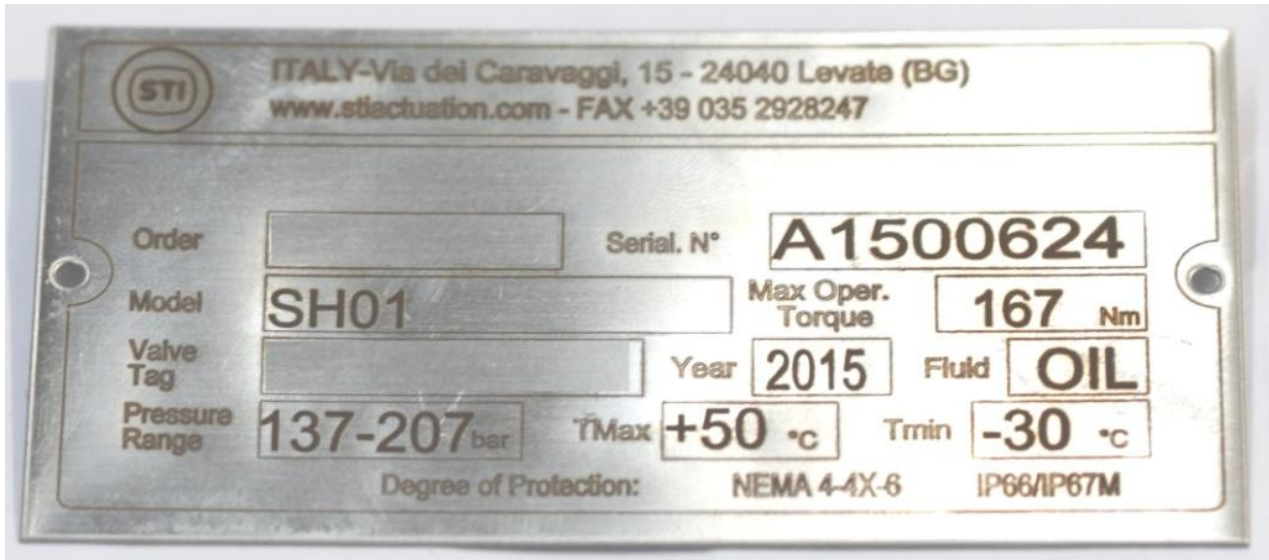 STI
ITALY-Via dei Caravaggi, 15 - 24040 Levate (BG)
www.stiactuation.com - FAX +39 035 2928247
Order Serial. N° A1500624
Model SH01 Max Oper. Torque 167 Nm
Valve Tag Year 2015 Fluid OIL
Pressure Range 137-207 bar TMax +50 °C Tmin -30 °C
Degree of Protection: NEMA 4-4X-6 IP66/IP67M